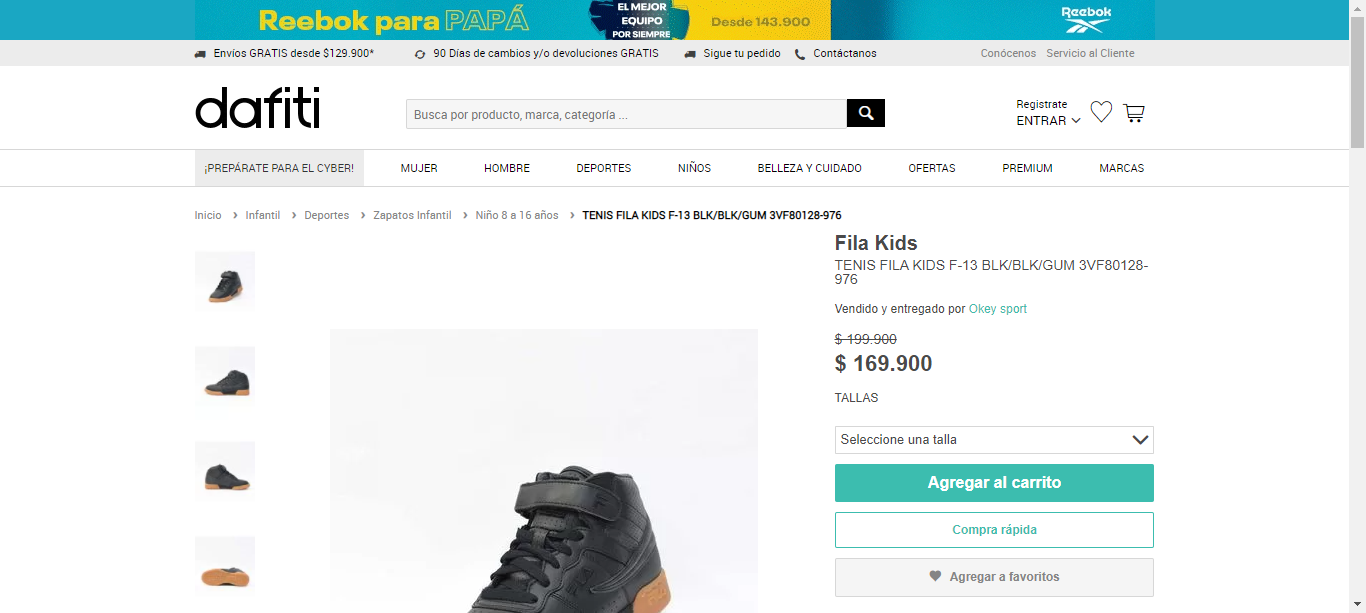 Reebok para PAPÁ
EL MEJOR
EQUIPO
POR SIEMPRE
Desde 143.900
Reebok
Envíos GRATIS desde $129.900*
90 Días de cambios y/o devoluciones GRATIS
Sigue tu pedido
Contáctanos
Conócenos
Servicio al Cliente
dafiti
Busca por producto, marca, categoría ...
Registrate
ENTRAR
¡PREPÁRATE PARA EL CYBER!
MUJER
HOMBRE
DEPORTES
NIÑOS
BELLEZA Y CUIDADO
OFERTAS
PREMIUM
MARCAS
Inicio > Infantil > Deportes > Zapatos Infantil > Niño 8 a 16 años > TENIS FILA KIDS F-13 BLK/BLK/GUM 3VF80128-976
Fila Kids
TENIS FILA KIDS F-13 BLK/BLK/GUM 3VF80128-
976
Vendido y entregado por Okey sport
$ 199.900
$ 169.900
TALLAS
Seleccione una talla
Agregar al carrito
Compra rápida
Agregar a favoritos